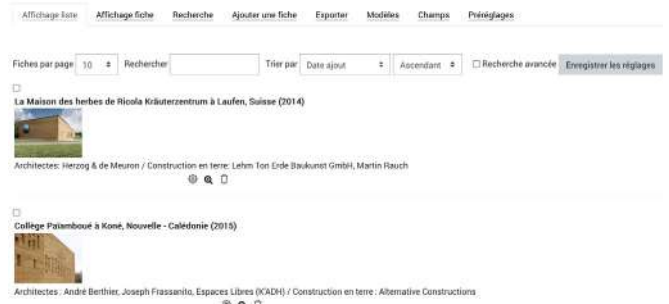 Affichage liste Affichage fiche Recherche Ajouter une fiche Exporter Modèles Champs Préréglages
Fiches par page 10 Rechercher Trier par Date ajout Ascendant Recherche avancée Enregistrer les réglages
La Maison des herbes de Ricola Kräuterzentrum à Laufen, Suisse (2014)
Architectes: Herzog & de Meuron / Construction en terre: Lehm Ton Erde Baukunst GmbH, Martin Rauch
Collège Païamboué à Koné, Nouvelle - Calédonie (2015)
Architectes : André Berthier, Joseph Frassanito, Espaces Libres (K'ADH) / Construction en terre : Alternative Constructions